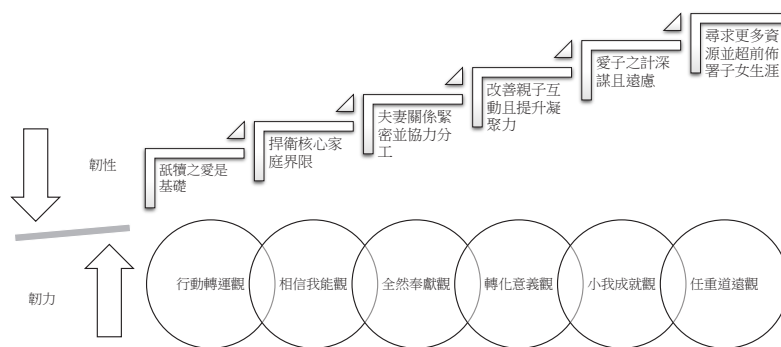 韌性
舐犢之愛是
基礎
捍衛核心家
庭界限
夫妻關係緊
密並協力分
工
改善親子互
動且提升凝
聚力
愛子之計深
謀且遠慮
尋求更多資
源並超前佈
署子女生涯
韌力
行動轉運觀
相信我能觀
全然奉獻觀
轉化意義觀
小我成就觀
任重道遠觀